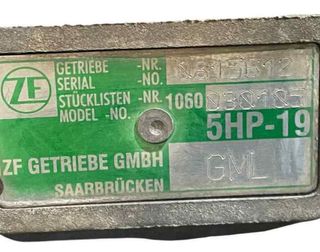 ZF
GETRIEBE -NR.
SERIAL -NO.
STÜCKLISTEN -NR. 1060
MODEL -NO.
5HP-19
ZF GETRIEBE GMBH
GML
SAARBRÜCKEN